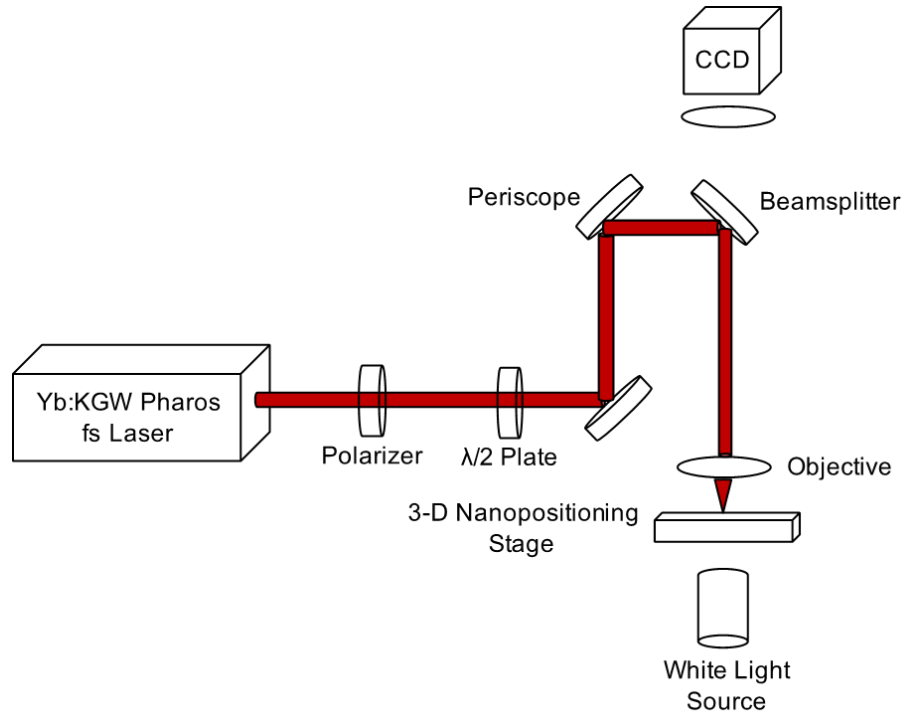 CCD
Periscope
Beamsplitter
Yb:KGW Pharos
fs Laser
Polarizer
λ/2 Plate
Objective
3-D Nanopositioning
Stage
White Light
Source